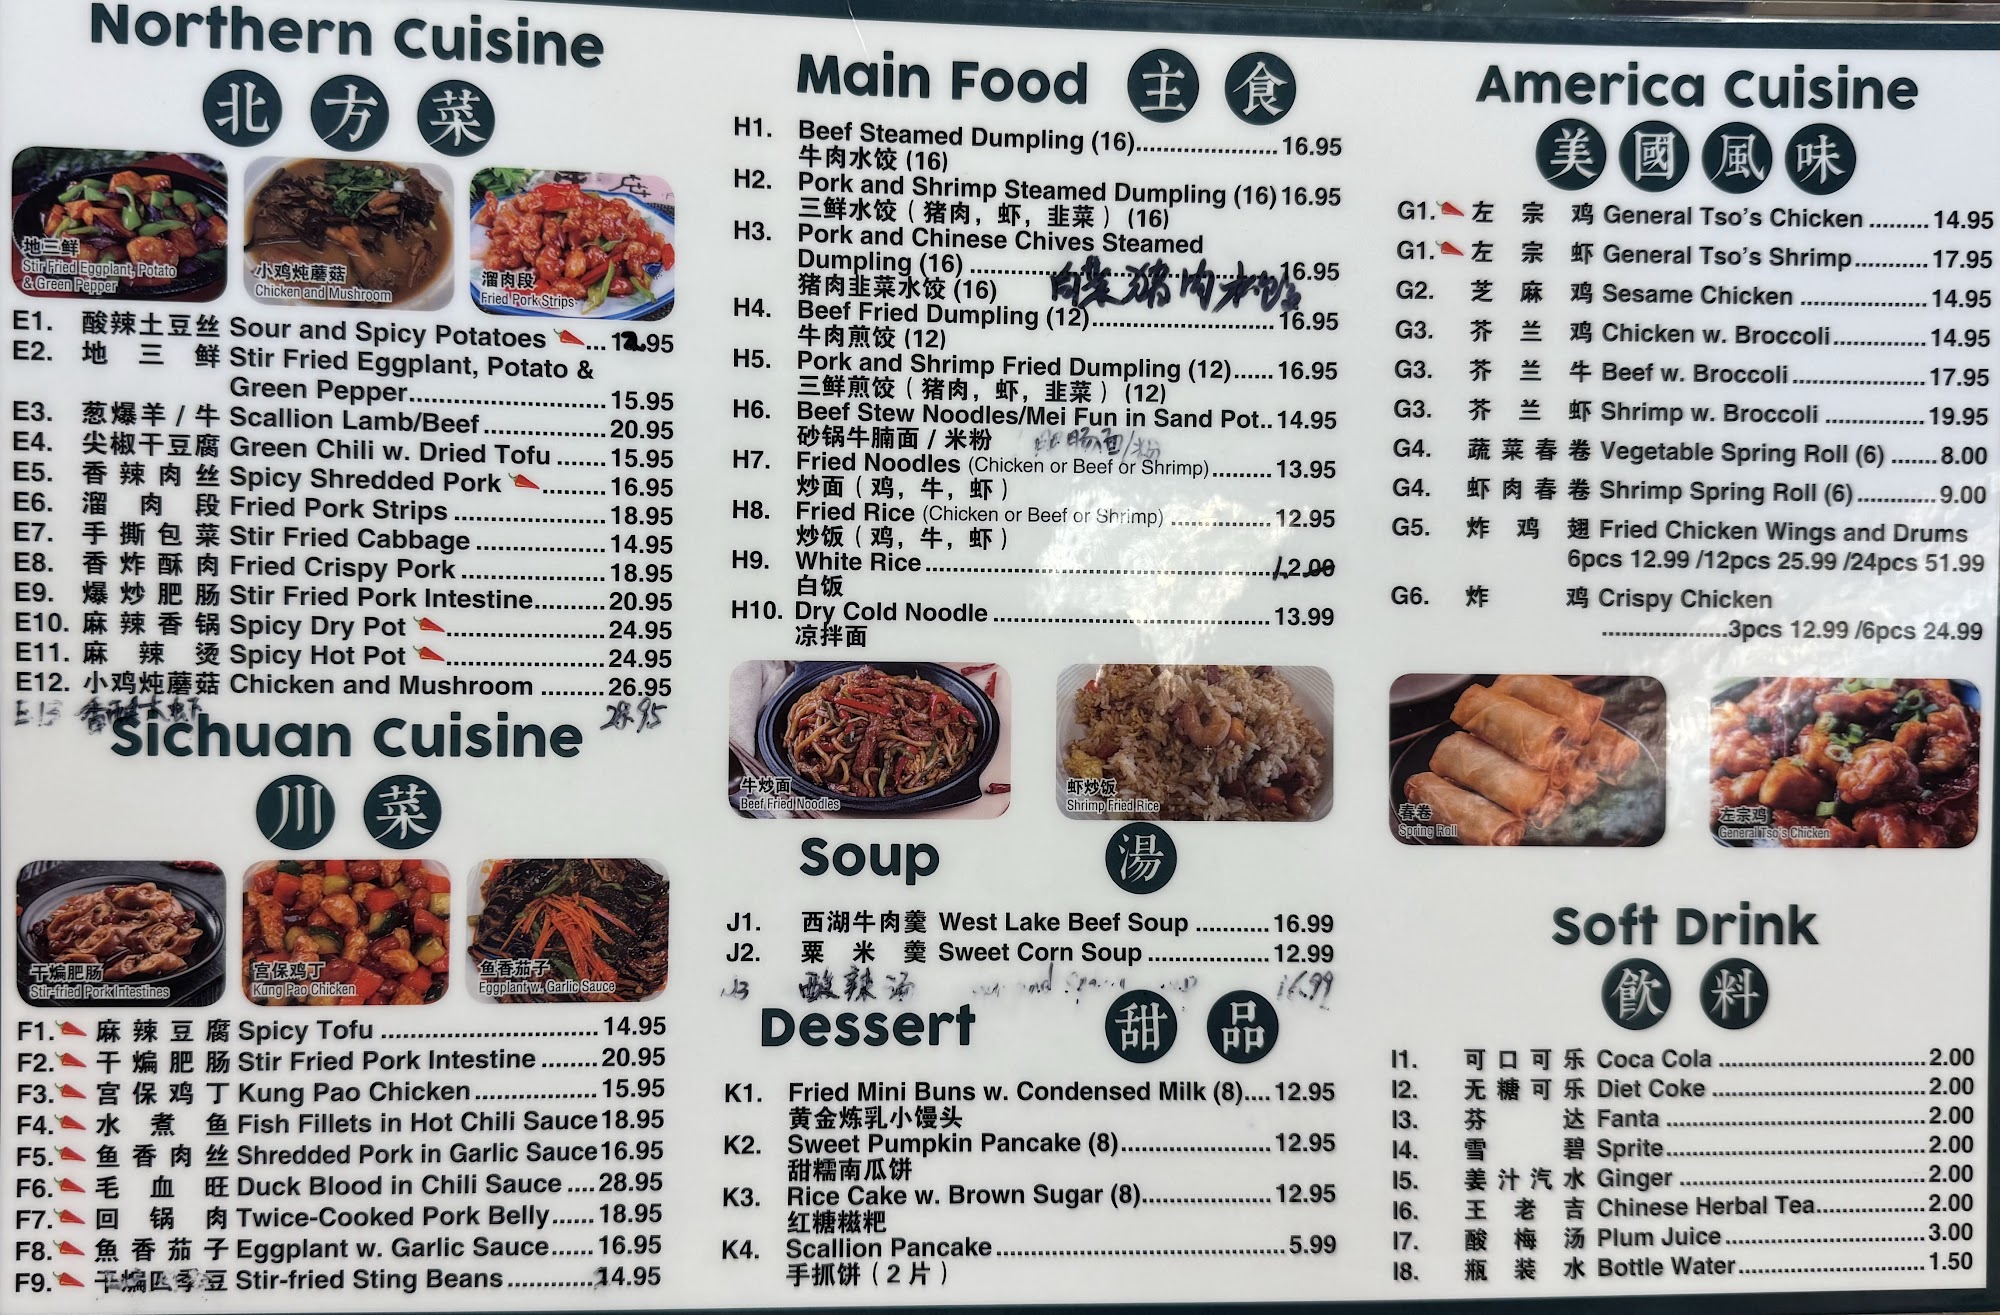 Northern Cuisine
北方菜
地三鲜
Stir Fried Eggplant, Potato
& Green Pepper
小鸡炖蘑菇
Chicken and Mushroom
溜肉段
Fried Pork Strips
E1. 酸辣土豆丝 Sour and Spicy Potatoes ... 12.95
E2. 地三鲜 Stir Fried Eggplant, Potato &
Green Pepper........................ 15.95
E3. 葱爆羊/牛 Scallion Lamb/Beef............... 20.95
E4. 尖椒干豆腐 Green Chili w. Dried Tofu ...... 15.95
E5. 香辣肉丝 Spicy Shredded Pork ......... 16.95
E6. 溜肉段 Fried Pork Strips ................... 18.95
E7. 手撕包菜 Stir Fried Cabbage ................ 14.95
E8. 香炸酥肉 Fried Crispy Pork .................. 18.95
E9. 爆炒肥肠 Stir Fried Pork Intestine......... 20.95
E10. 麻辣香锅 Spicy Dry Pot .................... 24.95
E11. 麻辣烫 Spicy Hot Pot .................... 24.95
E12. 小鸡炖蘑菇 Chicken and Mushroom ........ 26.95
E13 28.95
Sichuan Cuisine
川菜
干煸肥肠
Stir-fried Pork Intestines
宫保鸡丁
Kung Pao Chicken
鱼香茄子
Eggplant w. Garlic Sauce
F1. 麻辣豆腐 Spicy Tofu ........................... 14.95
F2. 干煸肥肠 Stir Fried Pork Intestine ....... 20.95
F3. 宫保鸡丁 Kung Pao Chicken ............... 15.95
F4. 水煮鱼 Fish Fillets in Hot Chili Sauce 18.95
F5. 鱼香肉丝 Shredded Pork in Garlic Sauce 16.95
F6. 毛血旺 Duck Blood in Chili Sauce .... 28.95
F7. 回锅肉 Twice-Cooked Pork Belly...... 18.95
F8. 魚香茄子 Eggplant w. Garlic Sauce...... 16.95
F9. 干煸四季豆 Stir-fried Sting Beans ........... 14.95
Main Food 主食
H1. Beef Steamed Dumpling (16)..................... 16.95
牛肉水饺 (16)
H2. Pork and Shrimp Steamed Dumpling (16) 16.95
三鲜水饺（猪肉，虾，韭菜）(16)
H3. Pork and Chinese Chives Steamed
Dumpling (16) ........................................ 16.95
猪肉韭菜水饺 (16)
H4. Beef Fried Dumpling (12)........................... 16.95
牛肉煎饺 (12)
H5. Pork and Shrimp Fried Dumpling (12)...... 16.95
三鲜煎饺（猪肉，虾，韭菜）(12)
H6. Beef Stew Noodles/Mei Fun in Sand Pot.. 14.95
砂锅牛腩面 / 米粉
H7. Fried Noodles (Chicken or Beef or Shrimp)......... 13.95
炒面（鸡，牛，虾）
H8. Fried Rice (Chicken or Beef or Shrimp) ............... 12.95
炒饭（鸡，牛，虾）
H9. White Rice.................................................. 2.00
白饭
H10. Dry Cold Noodle ......................................... 13.99
凉拌面
牛炒面
Beef Fried Noodles
虾炒饭
Shrimp Fried Rice
Soup 湯
J1. 西湖牛肉羹 West Lake Beef Soup ........... 16.99
J2. 粟米羹 Sweet Corn Soup .................. 12.99
J3 酸辣汤 16.99
Dessert 甜品
K1. Fried Mini Buns w. Condensed Milk (8).... 12.95
黄金炼乳小馒头
K2. Sweet Pumpkin Pancake (8)...................... 12.95
甜糯南瓜饼
K3. Rice Cake w. Brown Sugar (8)................... 12.95
红糖糍粑
K4. Scallion Pancake ........................................ 5.99
手抓饼（2 片）
America Cuisine
美國風味
G1. 左宗鸡 General Tso's Chicken ......... 14.95
G1. 左宗虾 General Tso's Shrimp........... 17.95
G2. 芝麻鸡 Sesame Chicken .................. 14.95
G3. 芥兰鸡 Chicken w. Broccoli.............. 14.95
G3. 芥兰牛 Beef w. Broccoli.................... 17.95
G3. 芥兰虾 Shrimp w. Broccoli ............... 19.95
G4. 蔬菜春卷 Vegetable Spring Roll (6) ....... 8.00
G4. 虾肉春卷 Shrimp Spring Roll (6)............ 9.00
G5. 炸鸡翅 Fried Chicken Wings and Drums
6pcs 12.99 /12pcs 25.99 /24pcs 51.99
G6. 炸鸡 Crispy Chicken
...................3pcs 12.99 /6pcs 24.99
春卷
Spring Roll
左宗鸡
General Tso's Chicken
Soft Drink
飲料
I1. 可口可乐 Coca Cola ............................ 2.00
I2. 无糖可乐 Diet Coke ............................. 2.00
I3. 芬达 Fanta ................................... 2.00
I4. 雪碧 Sprite................................... 2.00
I5. 姜汁汽水 Ginger ................................. 2.00
I6. 王老吉 Chinese Herbal Tea............... 2.00
I7. 酸梅汤 Plum Juice........................... 3.00
I8. 瓶装水 Bottle Water......................... 1.50